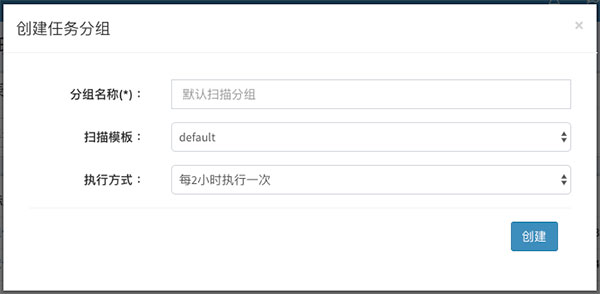 创建任务分组
×
分组名称(*)：
默认扫描分组
扫描模板：
default
执行方式：
每2小时执行一次
创建